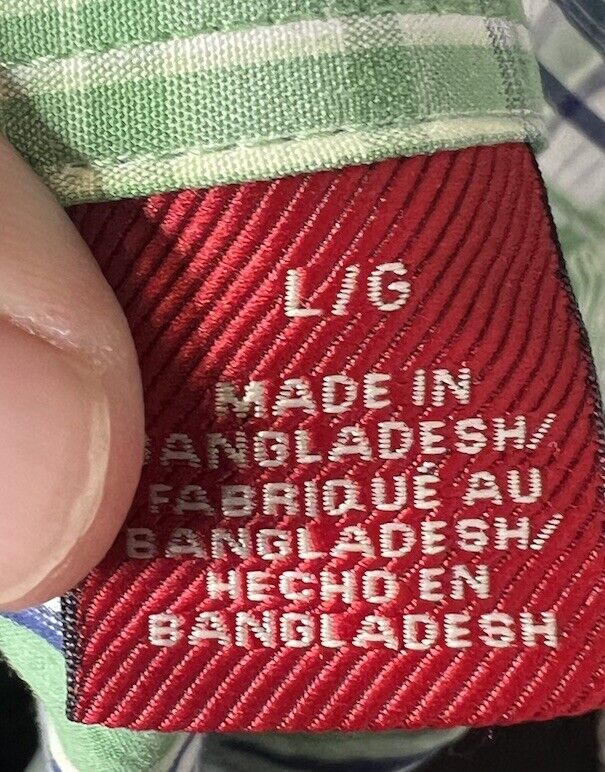 L/G
MADE IN
BANGLADESH/
FABRIQUÉ AU
BANGLADESH/
HECHO EN
BANGLADESH